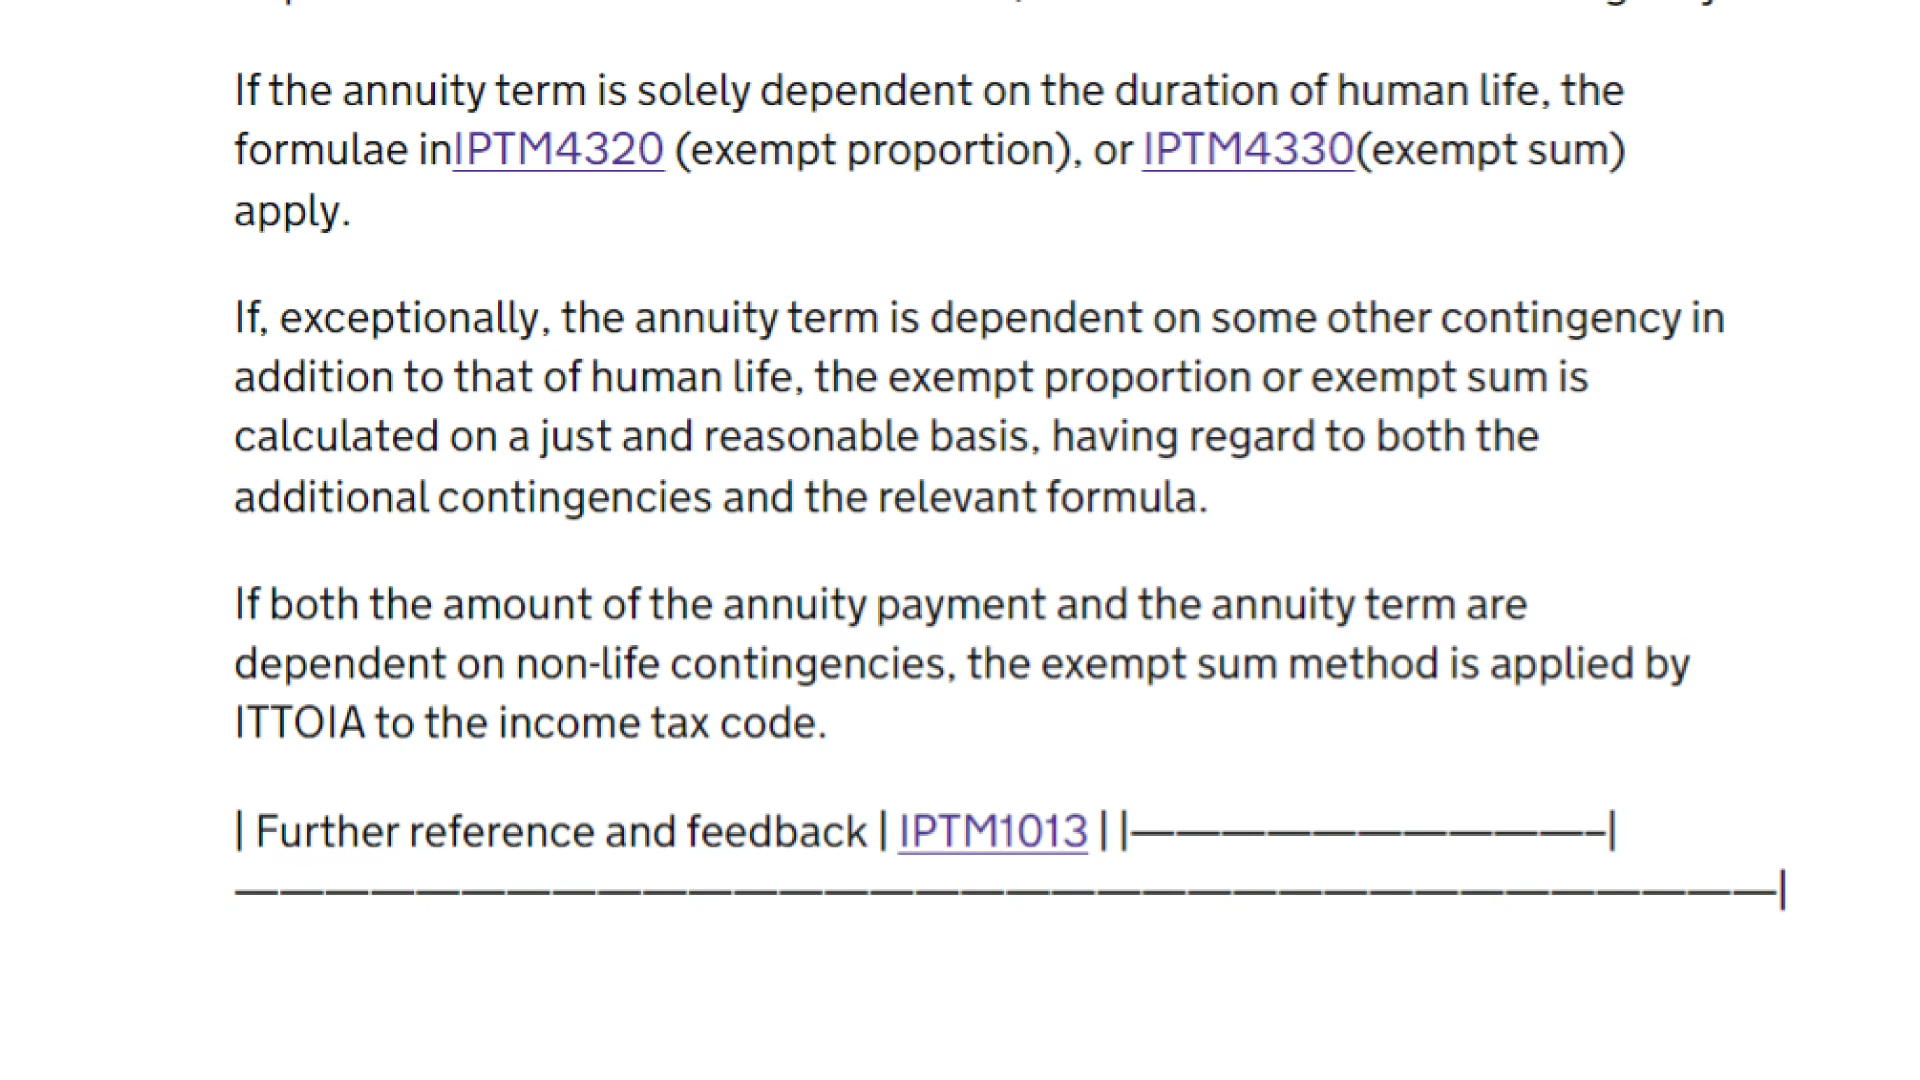 If the annuity term is solely dependent on the duration of human life, the
formulae inIPTM4320 (exempt proportion), or IPTM4330(exempt sum)
apply.
If, exceptionally, the annuity term is dependent on some other contingency in
addition to that of human life, the exempt proportion or exempt sum is
calculated on a just and reasonable basis, having regard to both the
additional contingencies and the relevant formula.
If both the amount of the annuity payment and the annuity term are
dependent on non-life contingencies, the exempt sum method is applied by
ITTOIA to the income tax code.
| Further reference and feedback | IPTM1013 | |——————————–|
——————————————————————————————————|